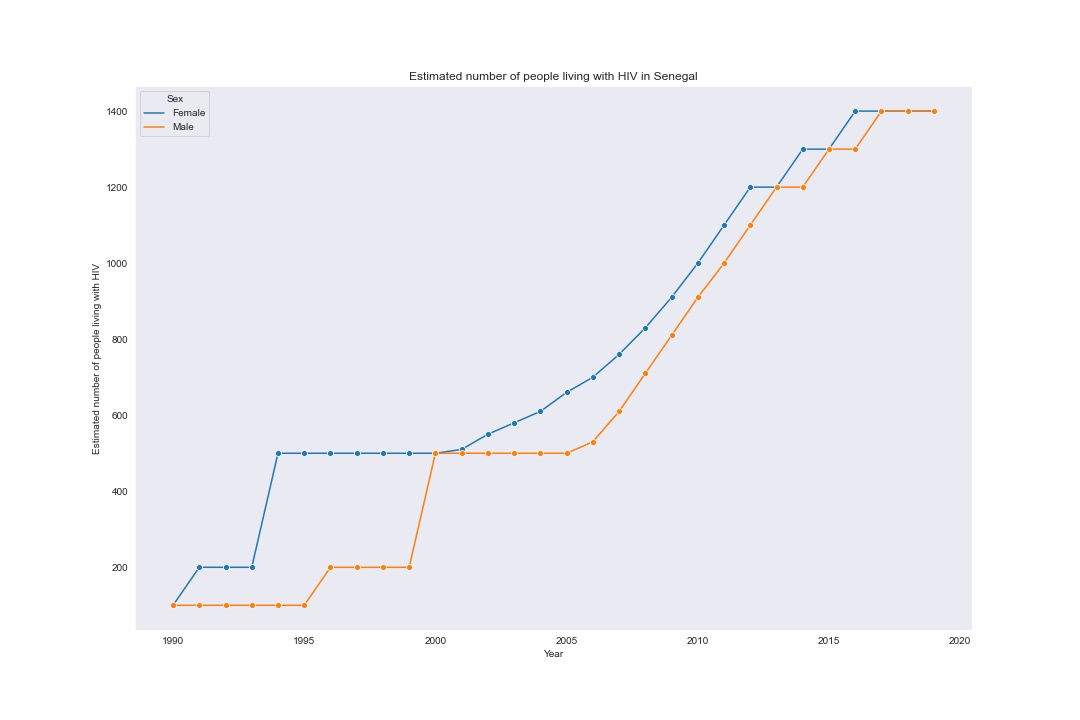 Estimated number of people living with HIV in Senegal
Sex
Female
Male
Estimated number of people living with HIV
1400
1200
1000
800
600
400
200
1990 1995 2000 2005 2010 2015 2020
Year